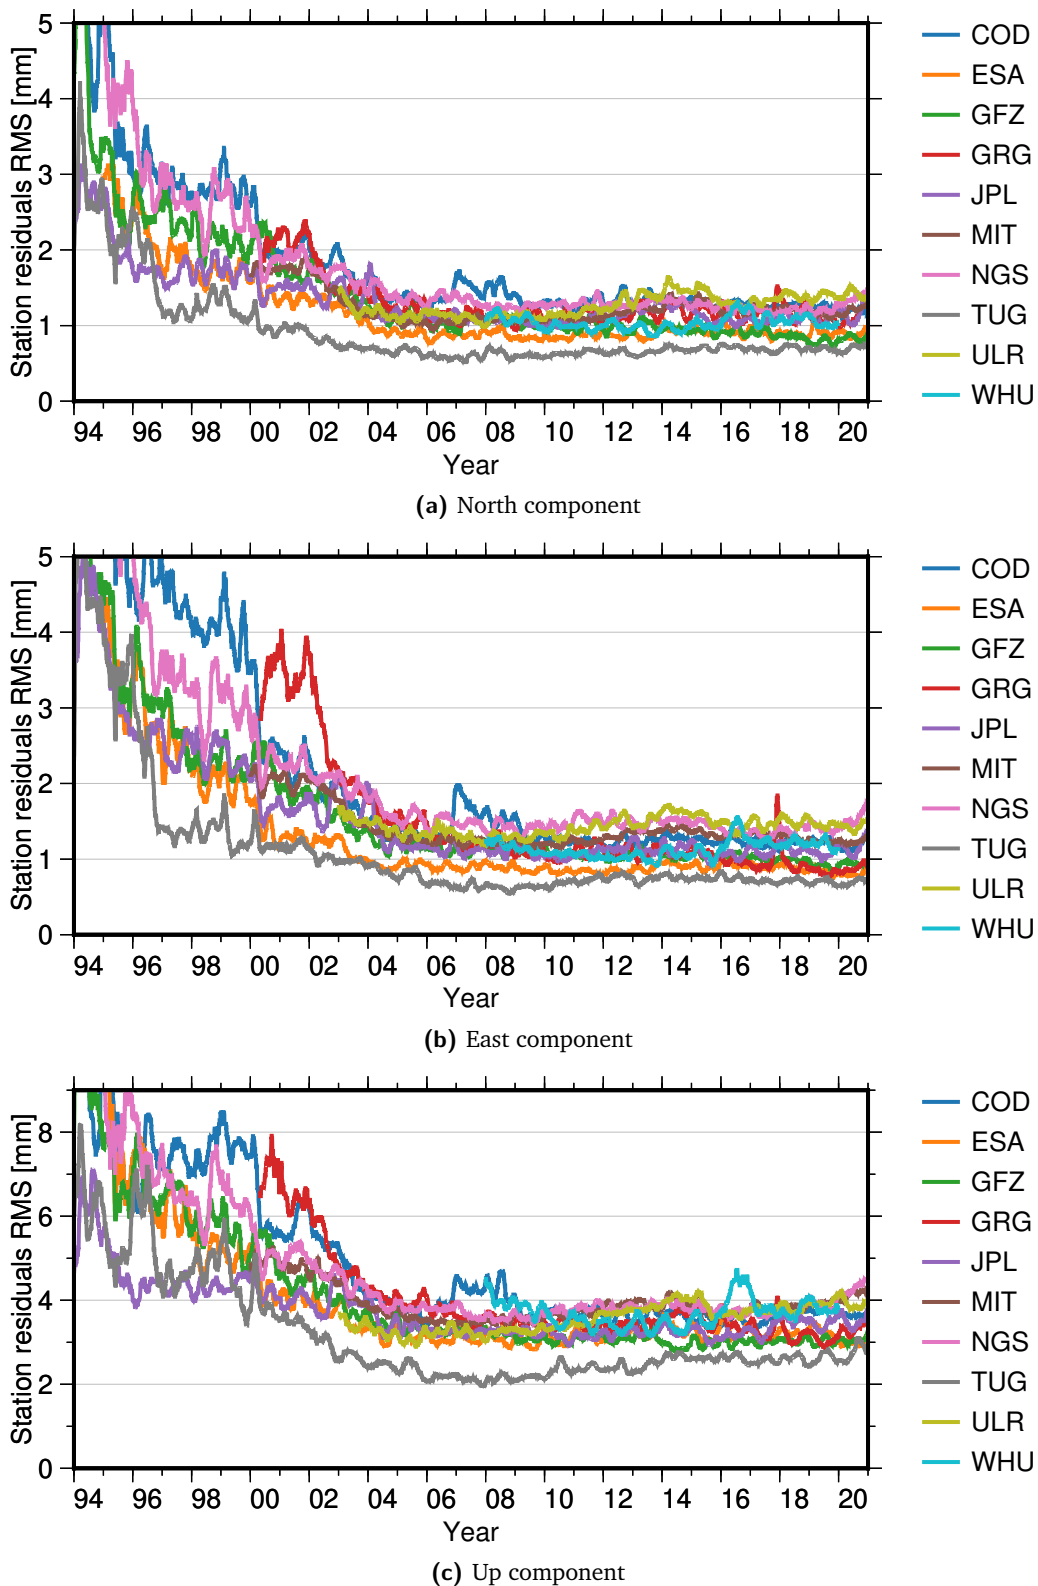 Station residuals RMS [mm]
5
4
3
2
1
0
94 96 98 00 02 04 06 08 10 12 14 16 18 20
Year
COD
ESA
GFZ
GRG
JPL
MIT
NGS
TUG
ULR
WHU
(a) North component
Station residuals RMS [mm]
5
4
3
2
1
0
94 96 98 00 02 04 06 08 10 12 14 16 18 20
Year
COD
ESA
GFZ
GRG
JPL
MIT
NGS
TUG
ULR
WHU
(b) East component
Station residuals RMS [mm]
8
6
4
2
0
94 96 98 00 02 04 06 08 10 12 14 16 18 20
Year
COD
ESA
GFZ
GRG
JPL
MIT
NGS
TUG
ULR
WHU
(c) Up component